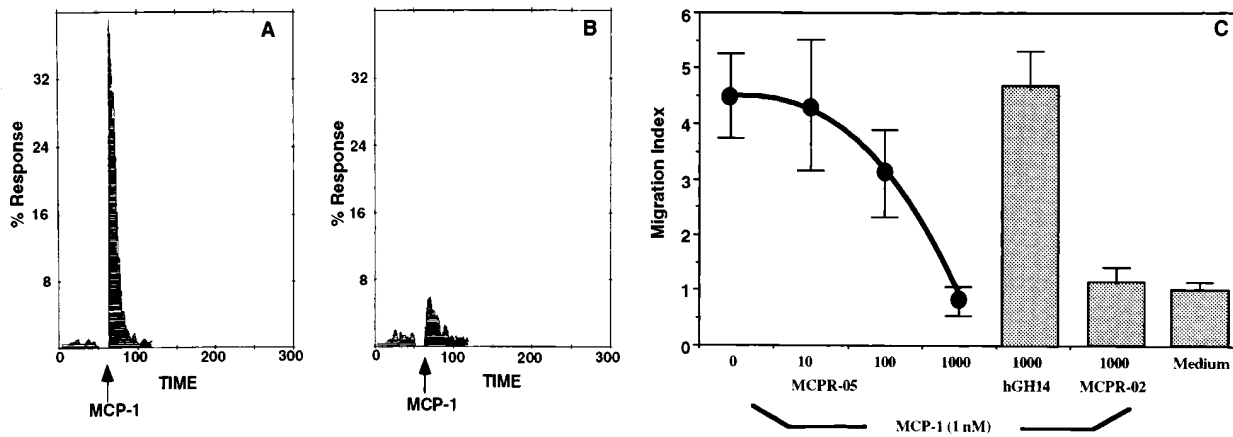 A
% Response
32
24
16
8
0 100 200 300
TIME
MCP-1
B
% Response
32
24
16
8
0 100 200 300
TIME
MCP-1
C
Migration Index
6
5
4
3
2
1
0
0 10 100 1000 1000 1000 Medium
MCPR-05 hGH14 MCPR-02
MCP-1 (1 nM)